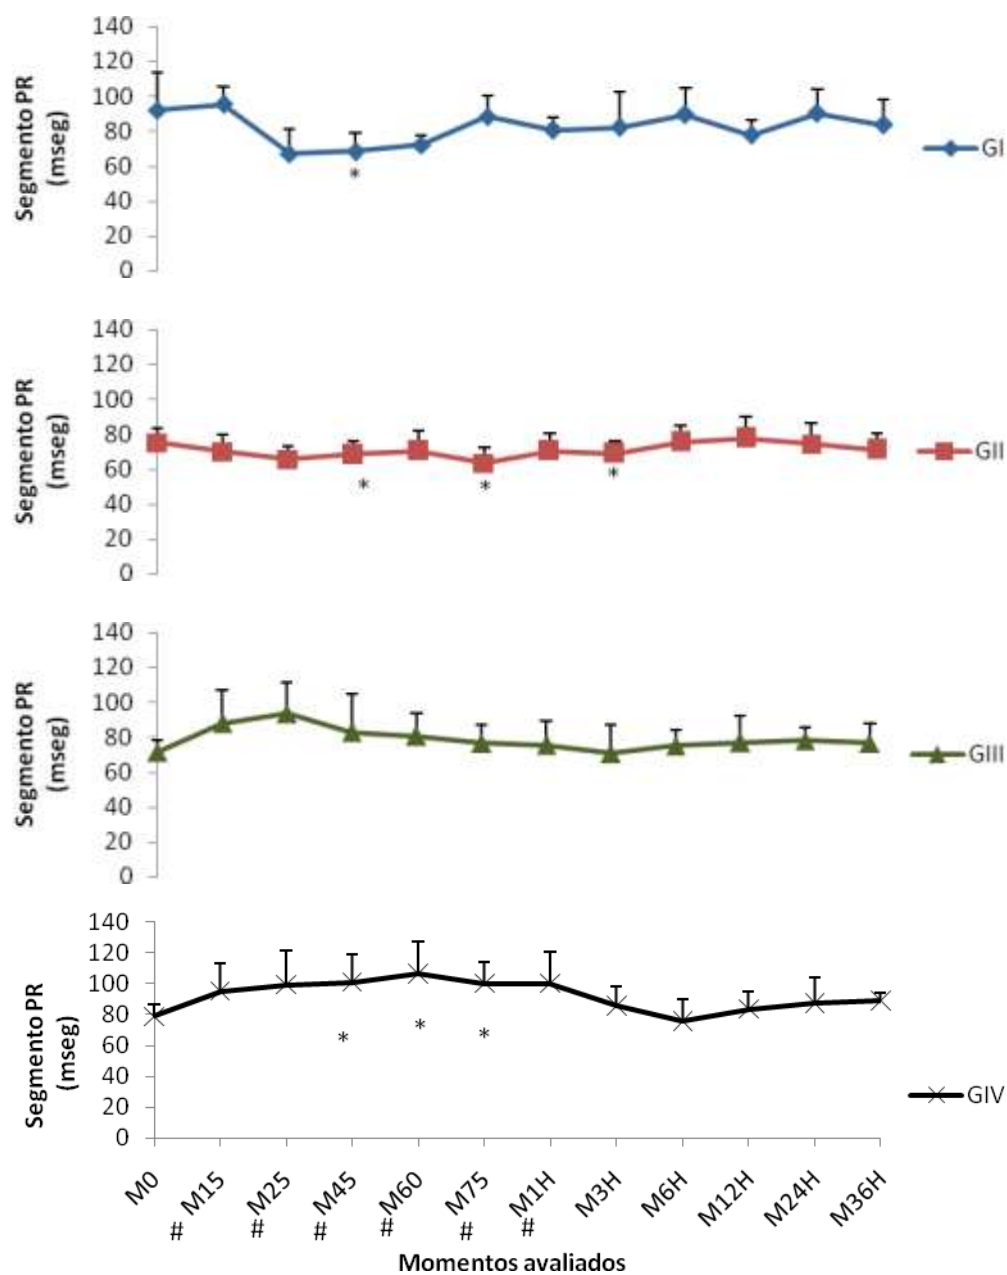 140
120
100
80
60
40
20
0
Segmento PR
(mseg)
*
GI
140
120
100
80
60
40
20
0
Segmento PR
(mseg)
* * *
GII
140
120
100
80
60
40
20
0
Segmento PR
(mseg)
GIII
140
120
100
80
60
40
20
0
Segmento PR
(mseg)
* * *
GIV
M0 M15 M25 M45 M60 M75 M1H M3H M6H M12H M24H M36H
# # # # # #
Momentos avaliados